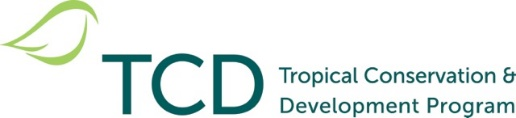 TCD Tropical Conservation &
Development Program